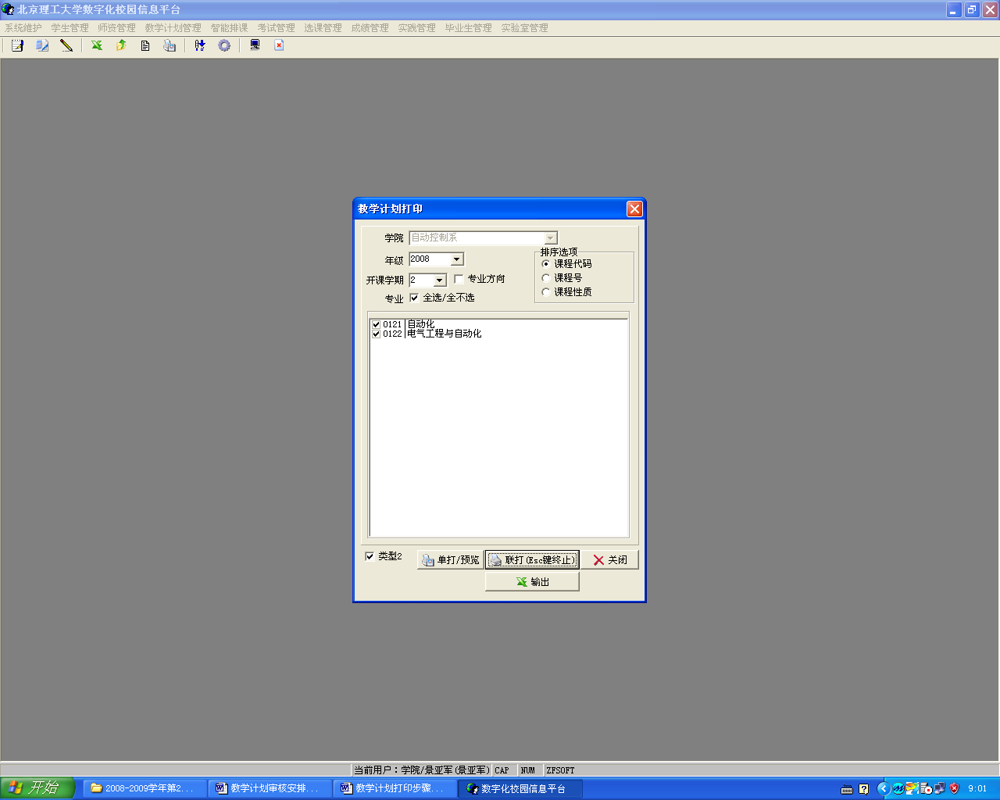 北京理工大学数字化校园信息平台
系统维护 学生管理 师资管理 教学计划管理 智能排课 考试管理 选课管理 成绩管理 实践管理 毕业生管理 实验室管理
教学计划打印
学院 自动控制系
年级 2008
开课学期 2 专业方向
专业 全选/全不选
排序选项
课程代码
课程号
课程性质
0121 |自动化
0122 |电气工程与自动化
类型2 单打/预览 联打(Esc键终止) 关闭
输出
当前用户：学院/景亚军(景亚军) CAP NUM ZFSOFT
开始 2008-2009学年第2... 教学计划审核安排... 教学计划打印步骤... 数字化校园信息平台 9:01